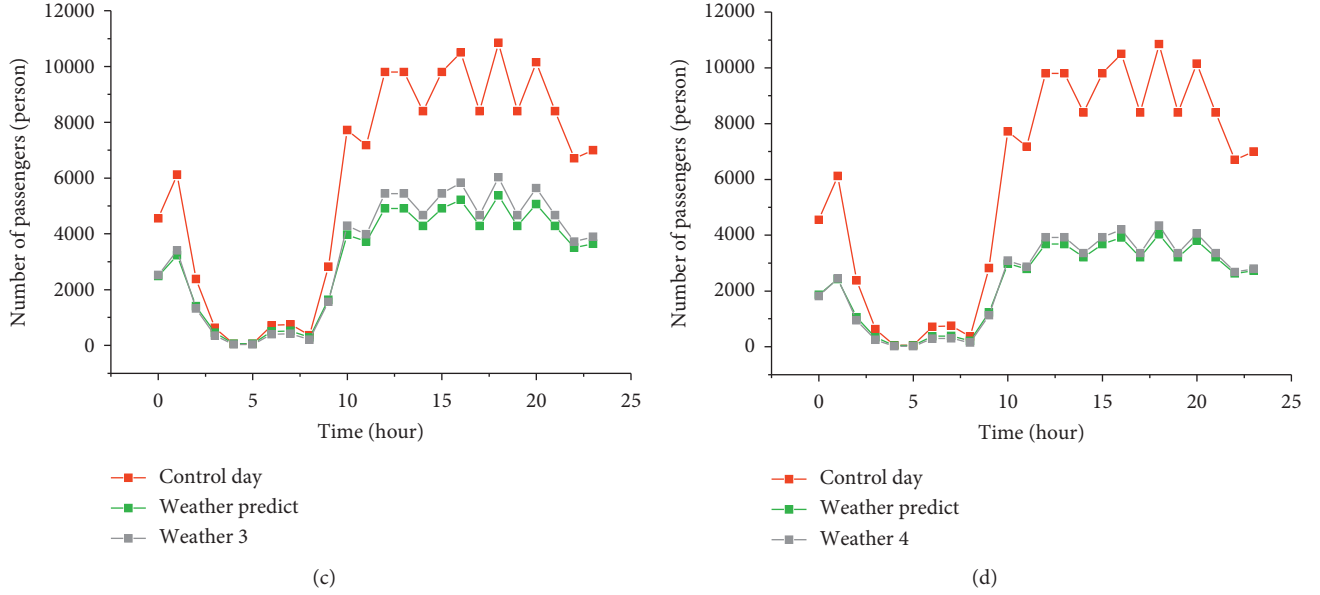 12000
10000
8000
6000
4000
2000
0
Number of passengers (person)
0 5 10 15 20 25
Time (hour)
Control day
Weather predict
Weather 3
(c)
12000
10000
8000
6000
4000
2000
0
Number of passengers (person)
0 5 10 15 20 25
Time (hour)
Control day
Weather predict
Weather 4
(d)